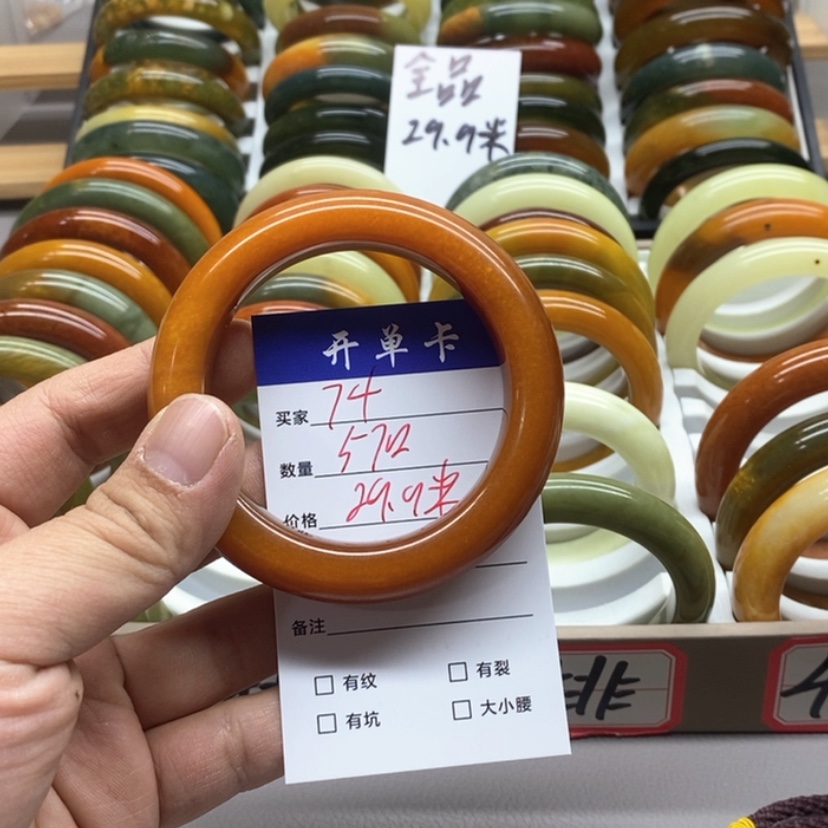 全品
29.9米
开单卡
买家 74
数量
价格 29.9米
备注
有纹 有裂
有坑 大小腰
排